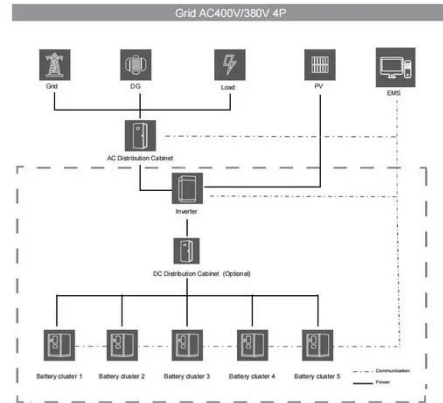 Grid AC400V/380V 4P
Grid
DG
Load
PV
EMS
AC Distribution Cabinet
Inverter
DC Distribution Cabinet (Optional)
Battery cluster 1
Battery cluster 2
Battery cluster 3
Battery cluster 4
Battery cluster 5
Communication
Power